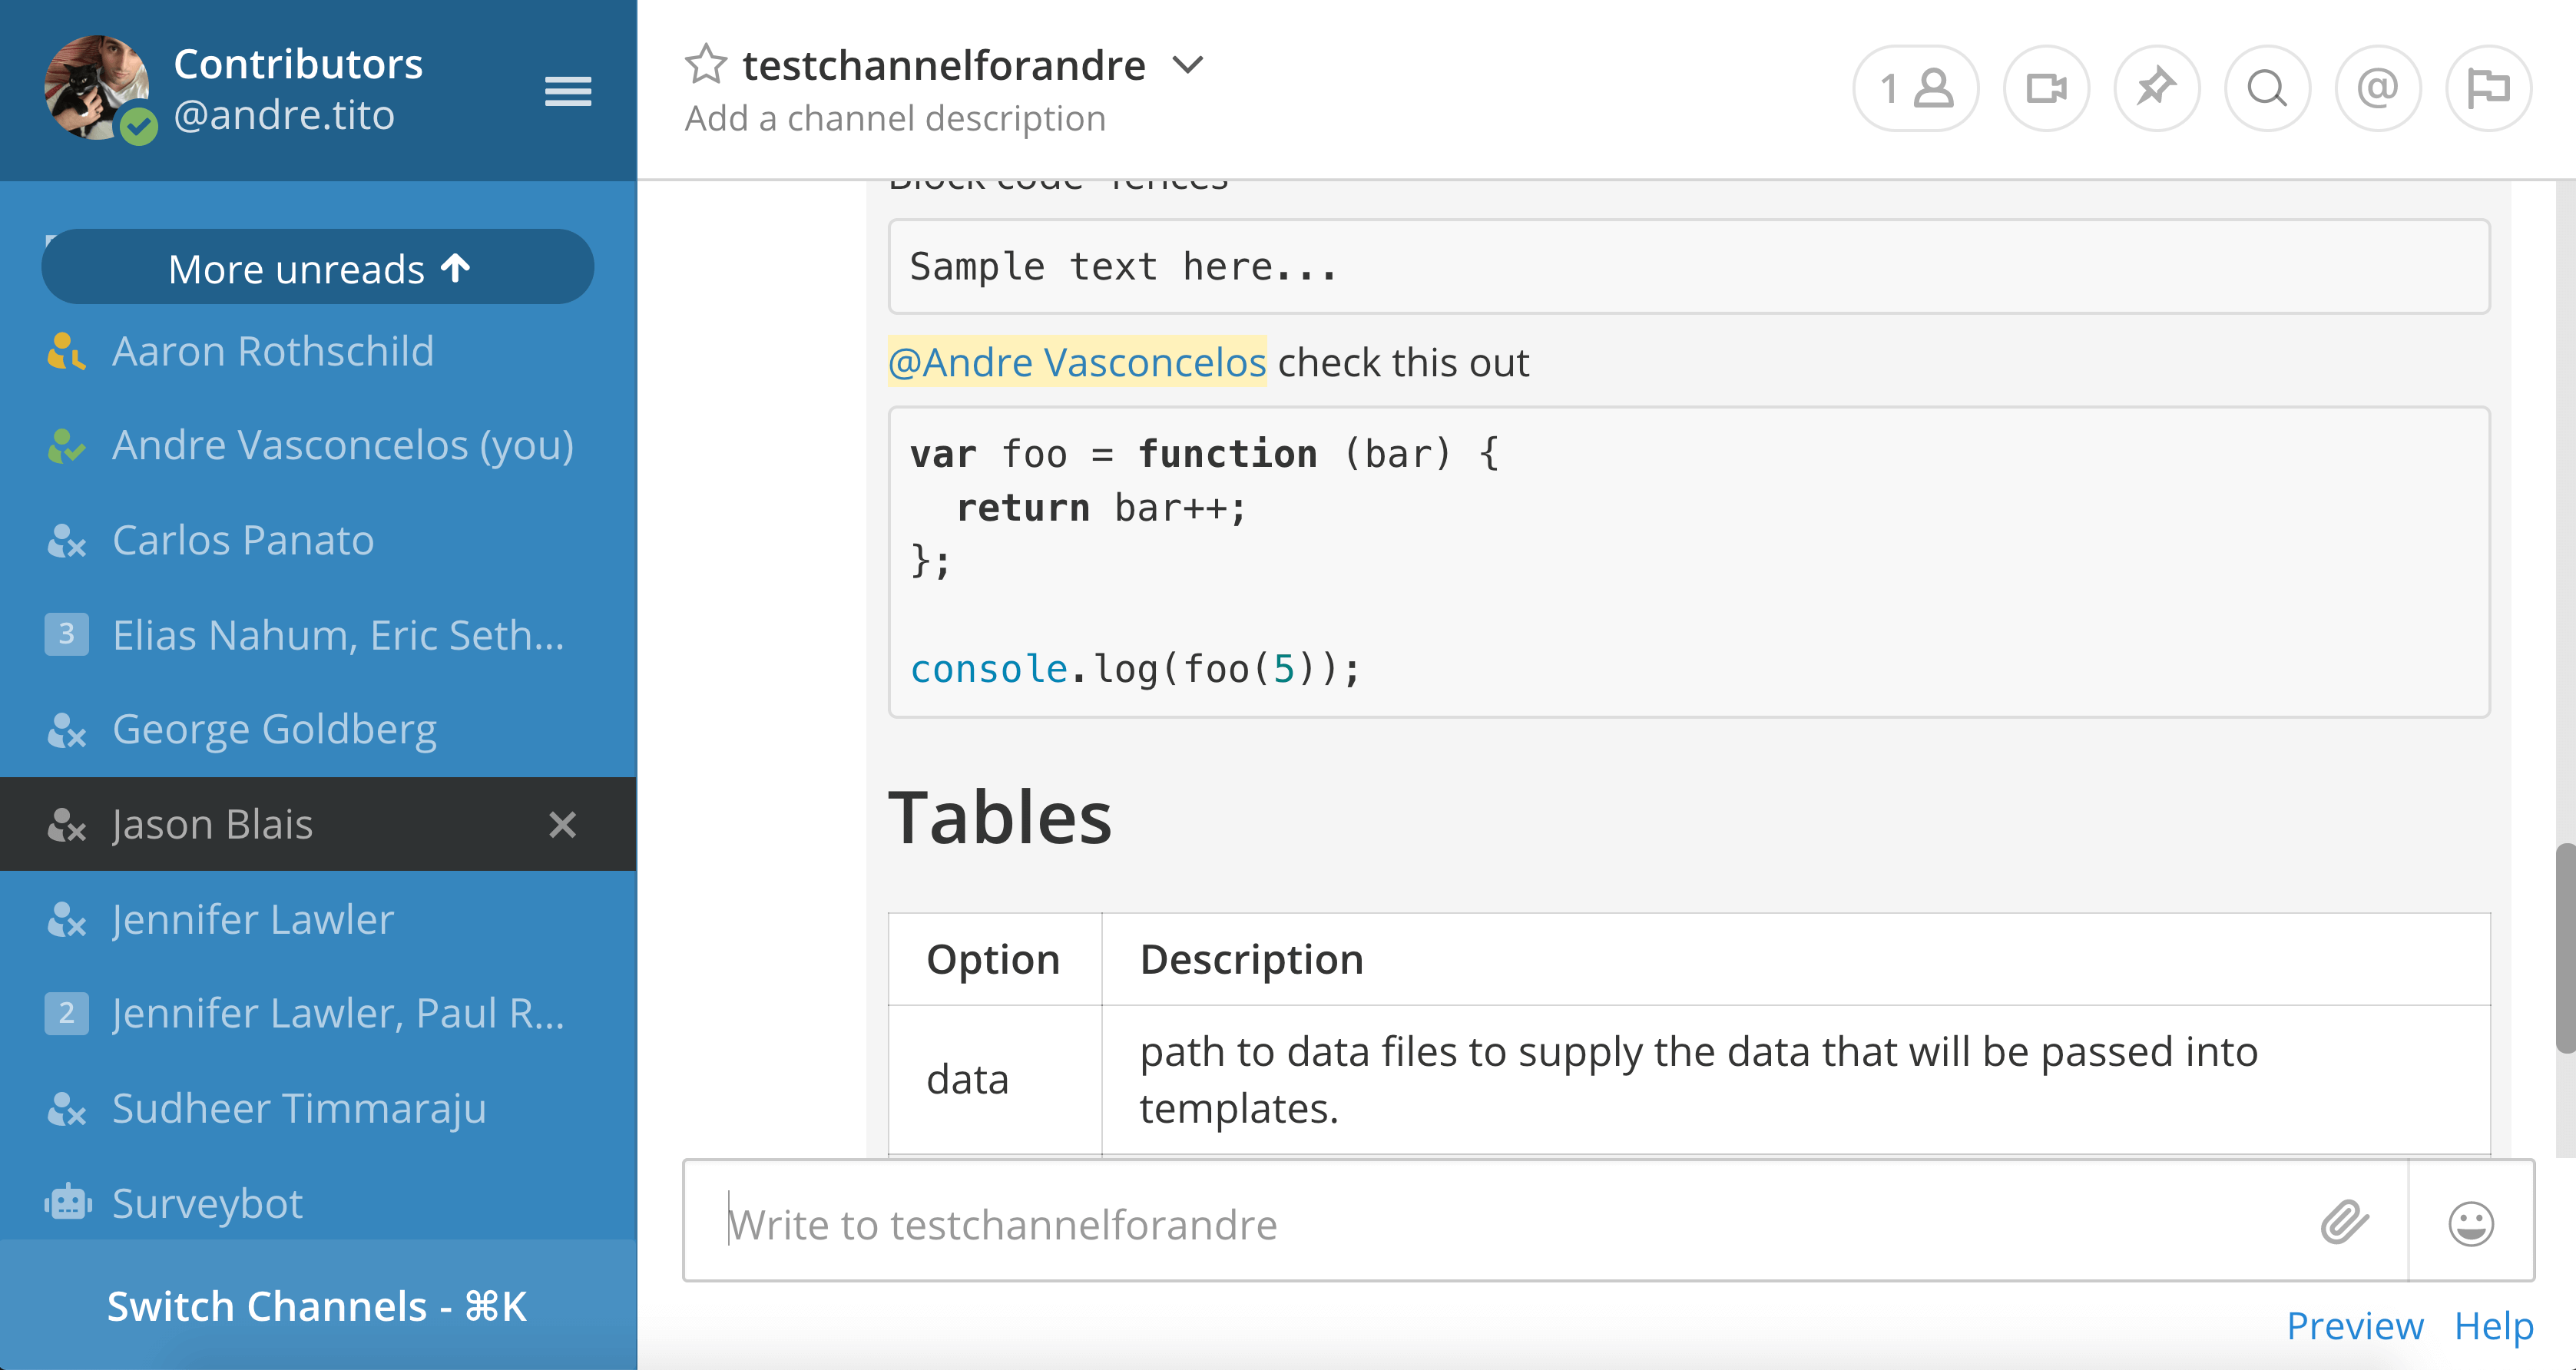 Contributors
@andre.tito
More unreads
Aaron Rothschild
Andre Vasconcelos (you)
Carlos Panato
3 Elias Nahum, Eric Seth...
George Goldberg
Jason Blais
Jennifer Lawler
2 Jennifer Lawler, Paul R...
Sudheer Timmaraju
Surveybot
Switch Channels - ⌘K
testchannelforandre
Add a channel description
1
@
Block code "fences"
Sample text here...
@Andre Vasconcelos check this out
var foo = function (bar) {
  return bar++;
};
console.log(foo(5));
Tables
Option Description
data path to data files to supply the data that will be passed into
templates.
Write to testchannelforandre
Preview Help